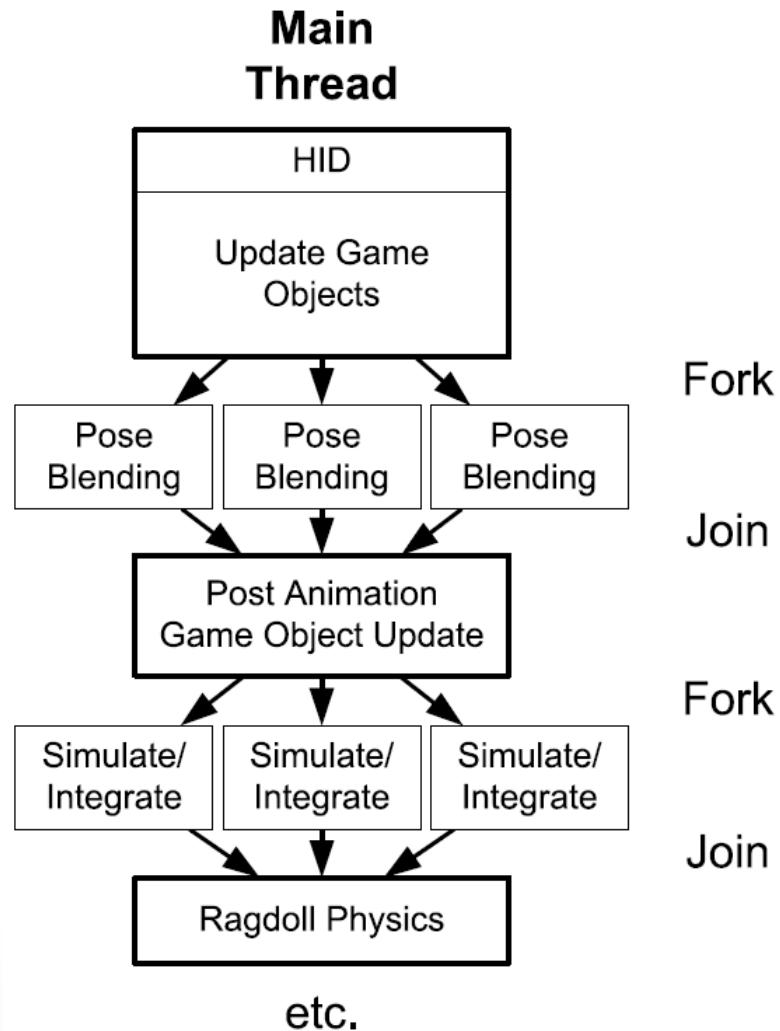 Main
Thread
HID
Update Game
Objects
Fork
Pose
Blending
Pose
Blending
Pose
Blending
Join
Post Animation
Game Object Update
Fork
Simulate/
Integrate
Simulate/
Integrate
Simulate/
Integrate
Join
Ragdoll Physics
etc.